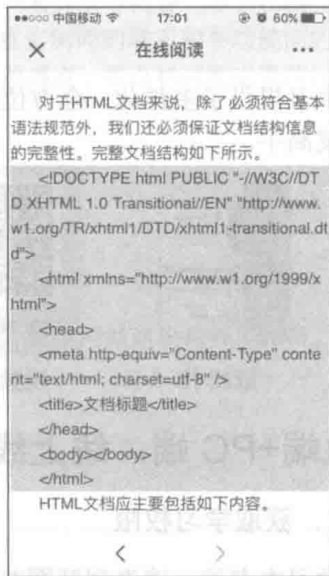 中国移动 17:01 60%
在线阅读 ...
对于HTML文档来说，除了必须符合基本
语法规范外，我们还必须保证文档结构信息
的完整性。完整文档结构如下所示。
<!DOCTYPE html PUBLIC "-//W3C//DT
D XHTML 1.0 Transitional//EN" "http://www.
w1.org/TR/xhtml1/DTD/xhtml1-transitional.dt
d">
<html xmlns="http://www.w1.org/1999/x
html">
<head>
<meta http-equiv="Content-Type" conte
nt="text/html; charset=utf-8" />
<title>文档标题</title>
</head>
<body></body>
</html>
HTML文档应主要包括如下内容。